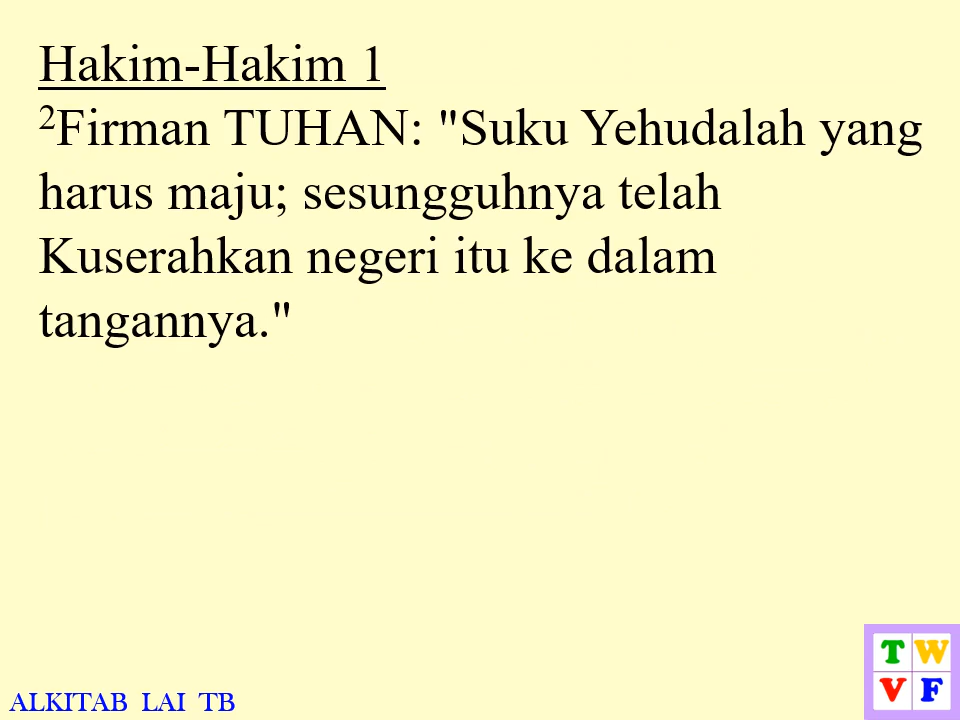 Hakim-Hakim 1
²Firman TUHAN: "Suku Yehudalah yang
harus maju; sesungguhnya telah
Kuserahkan negeri itu ke dalam
tangannya."
T W
V F
ALKITAB LAI TB